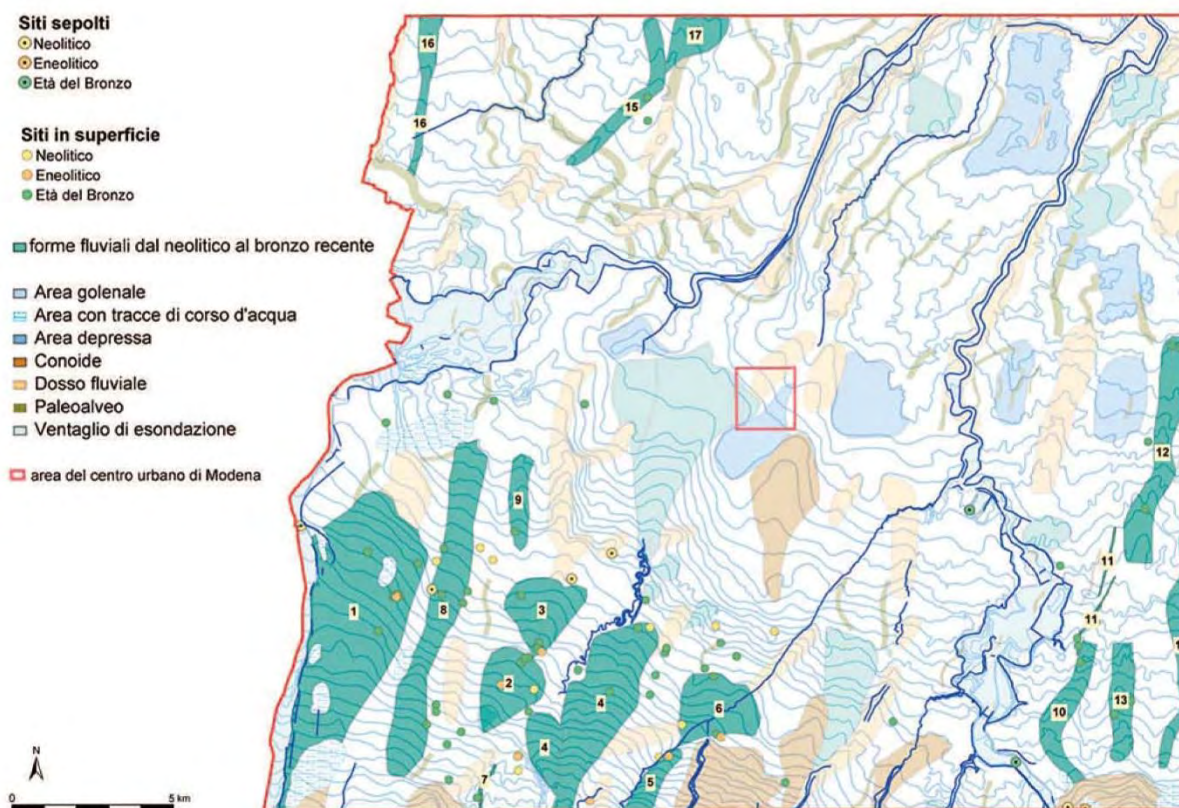 Siti sepolti
Neolitico
Eneolitico
Età del Bronzo
Siti in superficie
Neolitico
Eneolitico
Età del Bronzo
forme fluviali dal neolitico al bronzo recente
Area golenale
Area con tracce di corso d'acqua
Area depressa
Conoide
Dosso fluviale
Paleoalveo
Ventaglio di esondazione
area del centro urbano di Modena
N
0 5 km
16
17
15
16
12
9
11
1
8
3
11
2
6
4
10
13
4
7
5